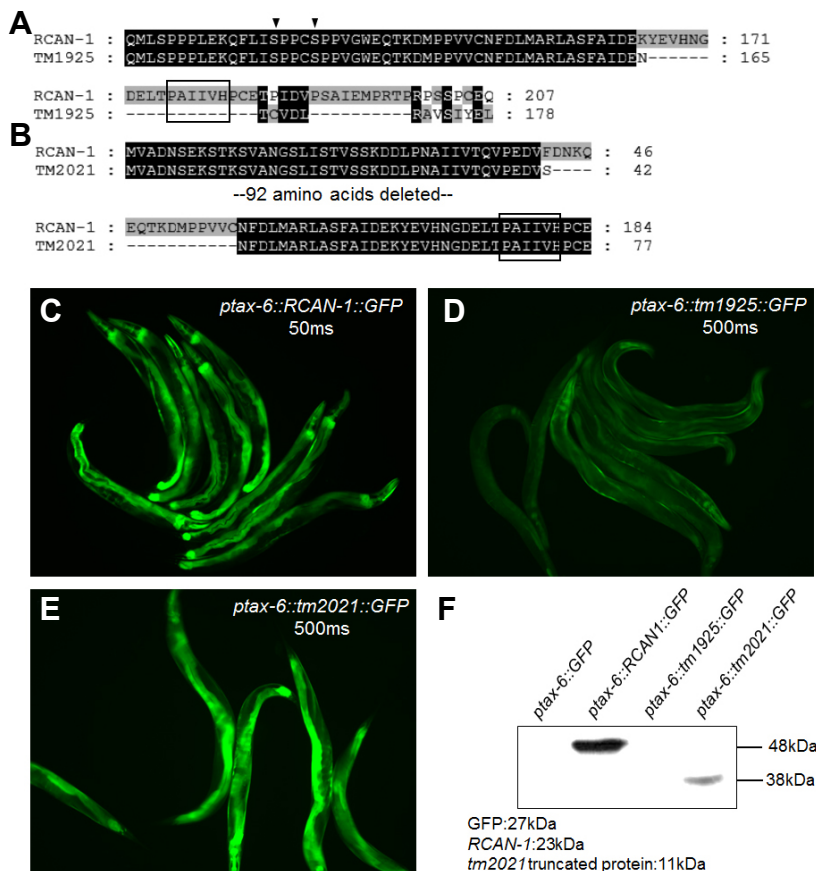 A
RCAN-1 : QMLSPPPLEKQFLISPPCSPPVGWEQTKDMPPVVCNFDLMARLASFAIDEKYEVHNG : 171
TM1925 : QMLSPPPLEKQFLISPPCSPPVGWEQTKDMPPVVCNFDLMARLASFAIDEN------ : 165
RCAN-1 : DELTPAIIVHPCETPIDVPSAIEMPRTPRPSSPCEQ : 207
TM1925 : -------------TCVDL----------RAVSIYEL : 178
B
RCAN-1 : MVADNSEKSTKSVANGSLISTVSSKDDLPNAIIVTQVPEDVFDNKQ : 46
TM2021 : MVADNSEKSTKSVANGSLISTVSSKDDLPNAIIVTQVPEDVS---- : 42
--92 amino acids deleted--
RCAN-1 : EQTKDMPPVVCNFDLMARLASFAIDEKYEVHNGDELTPAIIVHPCE : 184
TM2021 : -----------NFDLMARLASFAIDEKYEVHNGDELTPAIIVHPCE : 77
C
ptax-6::RCAN-1::GFP
50ms
D
ptax-6::tm1925::GFP
500ms
E
ptax-6::tm2021::GFP
500ms
F
ptax-6::GFP
ptax-6::RCAN1::GFP
ptax-6::tm1925::GFP
ptax-6::tm2021::GFP
48kDa
38kDa
GFP:27kDa
RCAN-1:23kDa
tm2021 truncated protein:11kDa